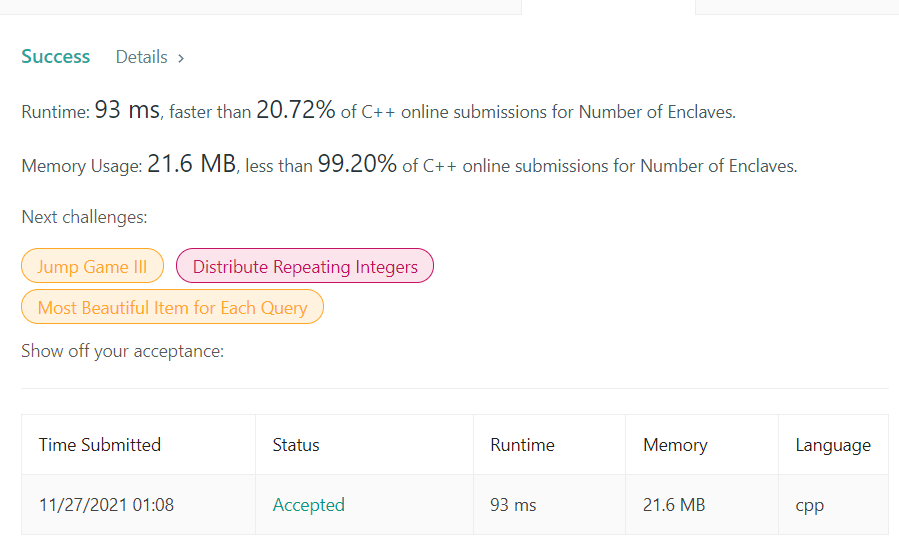 Success Details >
Runtime: 93 ms, faster than 20.72% of C++ online submissions for Number of Enclaves.
Memory Usage: 21.6 MB, less than 99.20% of C++ online submissions for Number of Enclaves.
Next challenges:
Jump Game III Distribute Repeating Integers
Most Beautiful Item for Each Query
Show off your acceptance:
Time Submitted Status Runtime Memory Language
11/27/2021 01:08 Accepted 93 ms 21.6 MB cpp